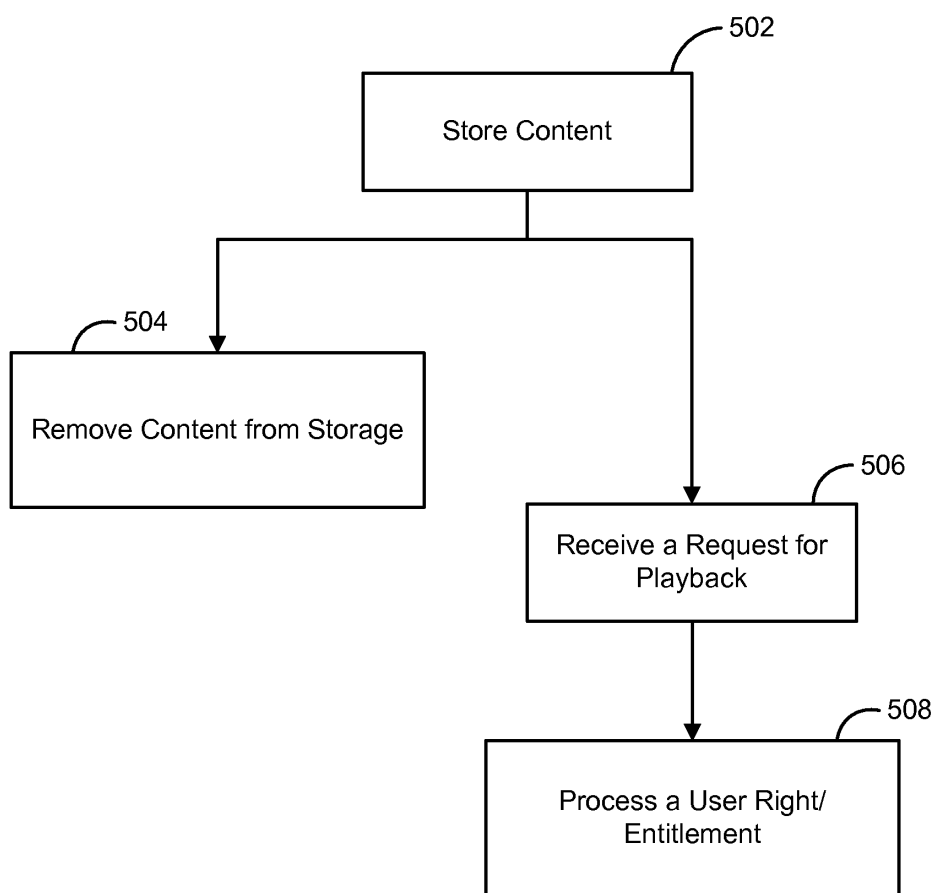 502
Store Content
504
Remove Content from Storage
506
Receive a Request for
Playback
508
Process a User Right/
Entitlement